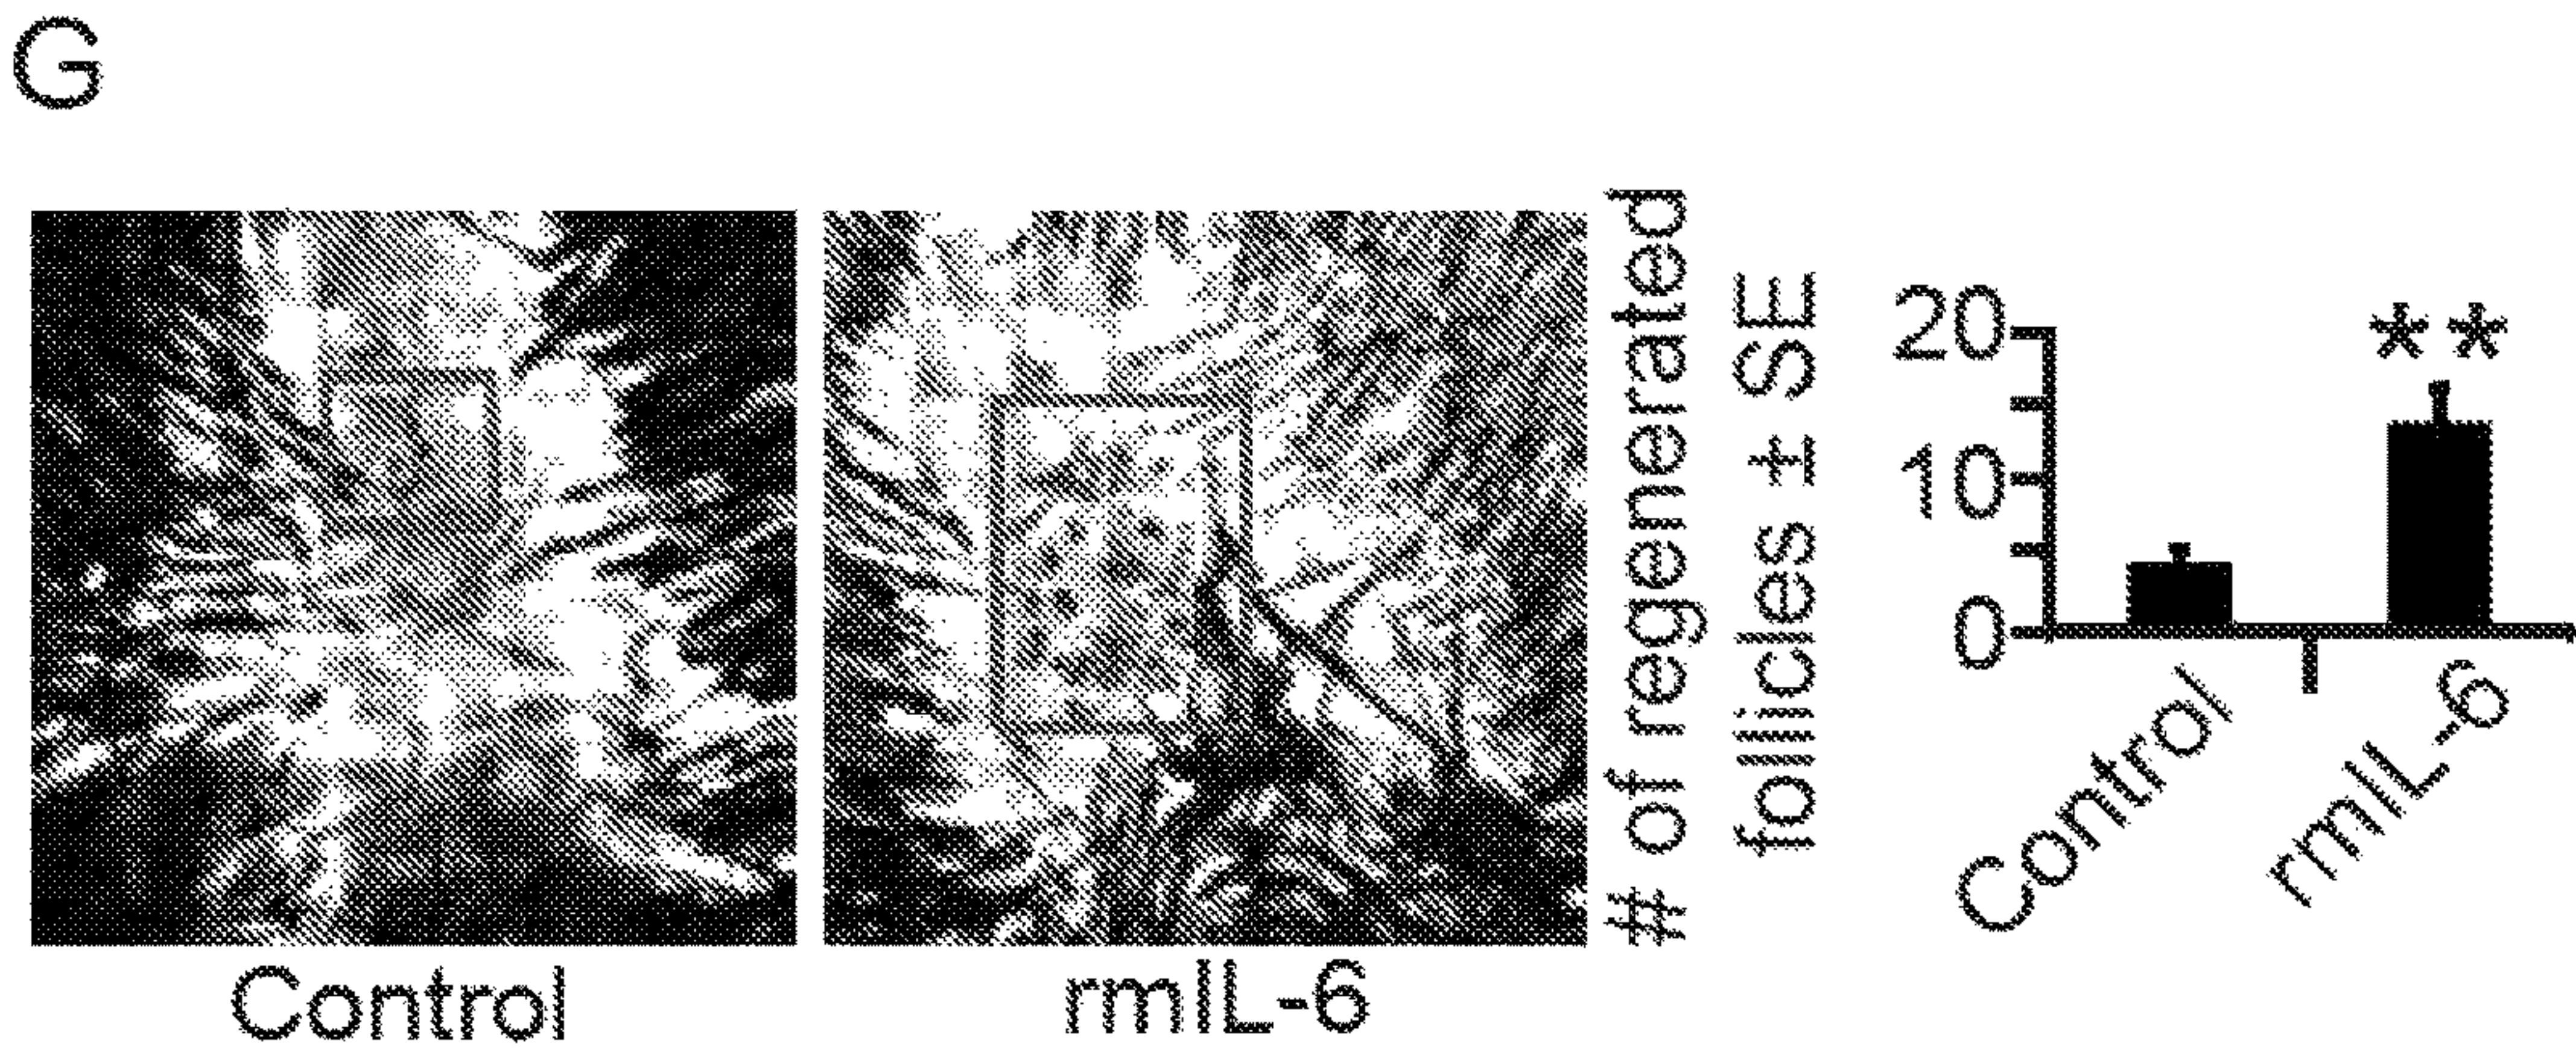 G
Control
rmIL-6
# of regenerated
follicles ± SE
20
10
0
**
Control
rmIL-6